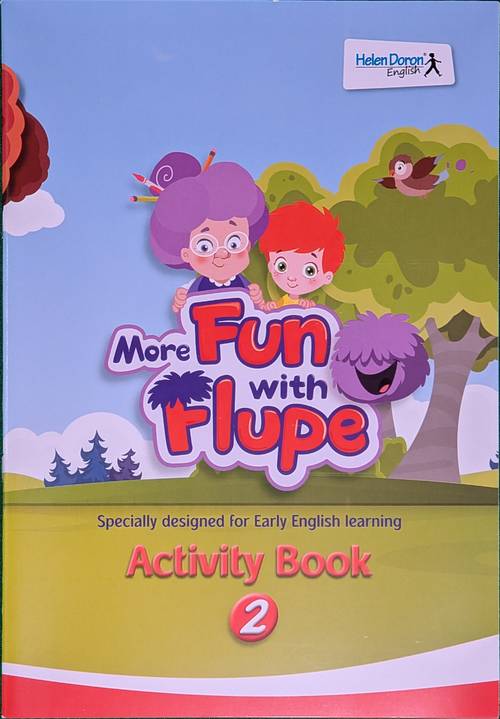 Helen Doron®
English
More Fun
with
Flupe
Specially designed for Early English learning
Activity Book
2